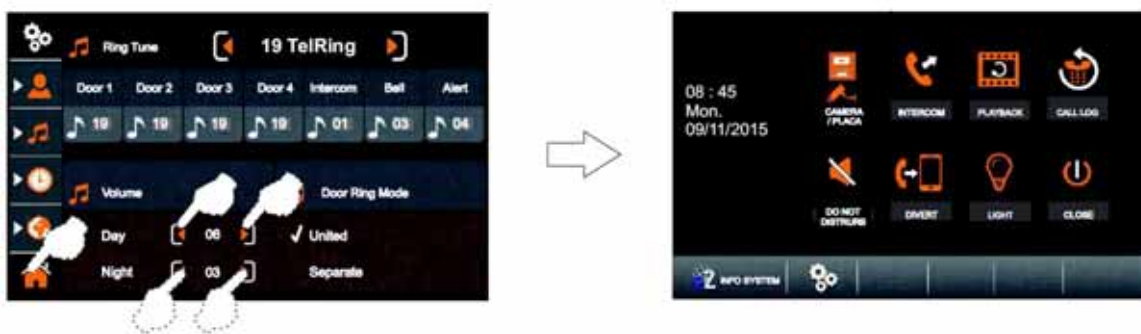 Ring Tune 19 TelRing
Door 1 Door 2 Door 3 Door 4 Intercom Bell Alert
19 19 19 19 01 03 04
Volume Door Ring Mode
Day 06 √ United
Night 03 Separate
08 : 45
Mon.
09/11/2015
CAMERA
/PLACA
INTERCOM PLAYBACK CALL LOG
DO NOT
DISTRURB
DIVERT LIGHT CLOSE
2 INFO SYSTEM